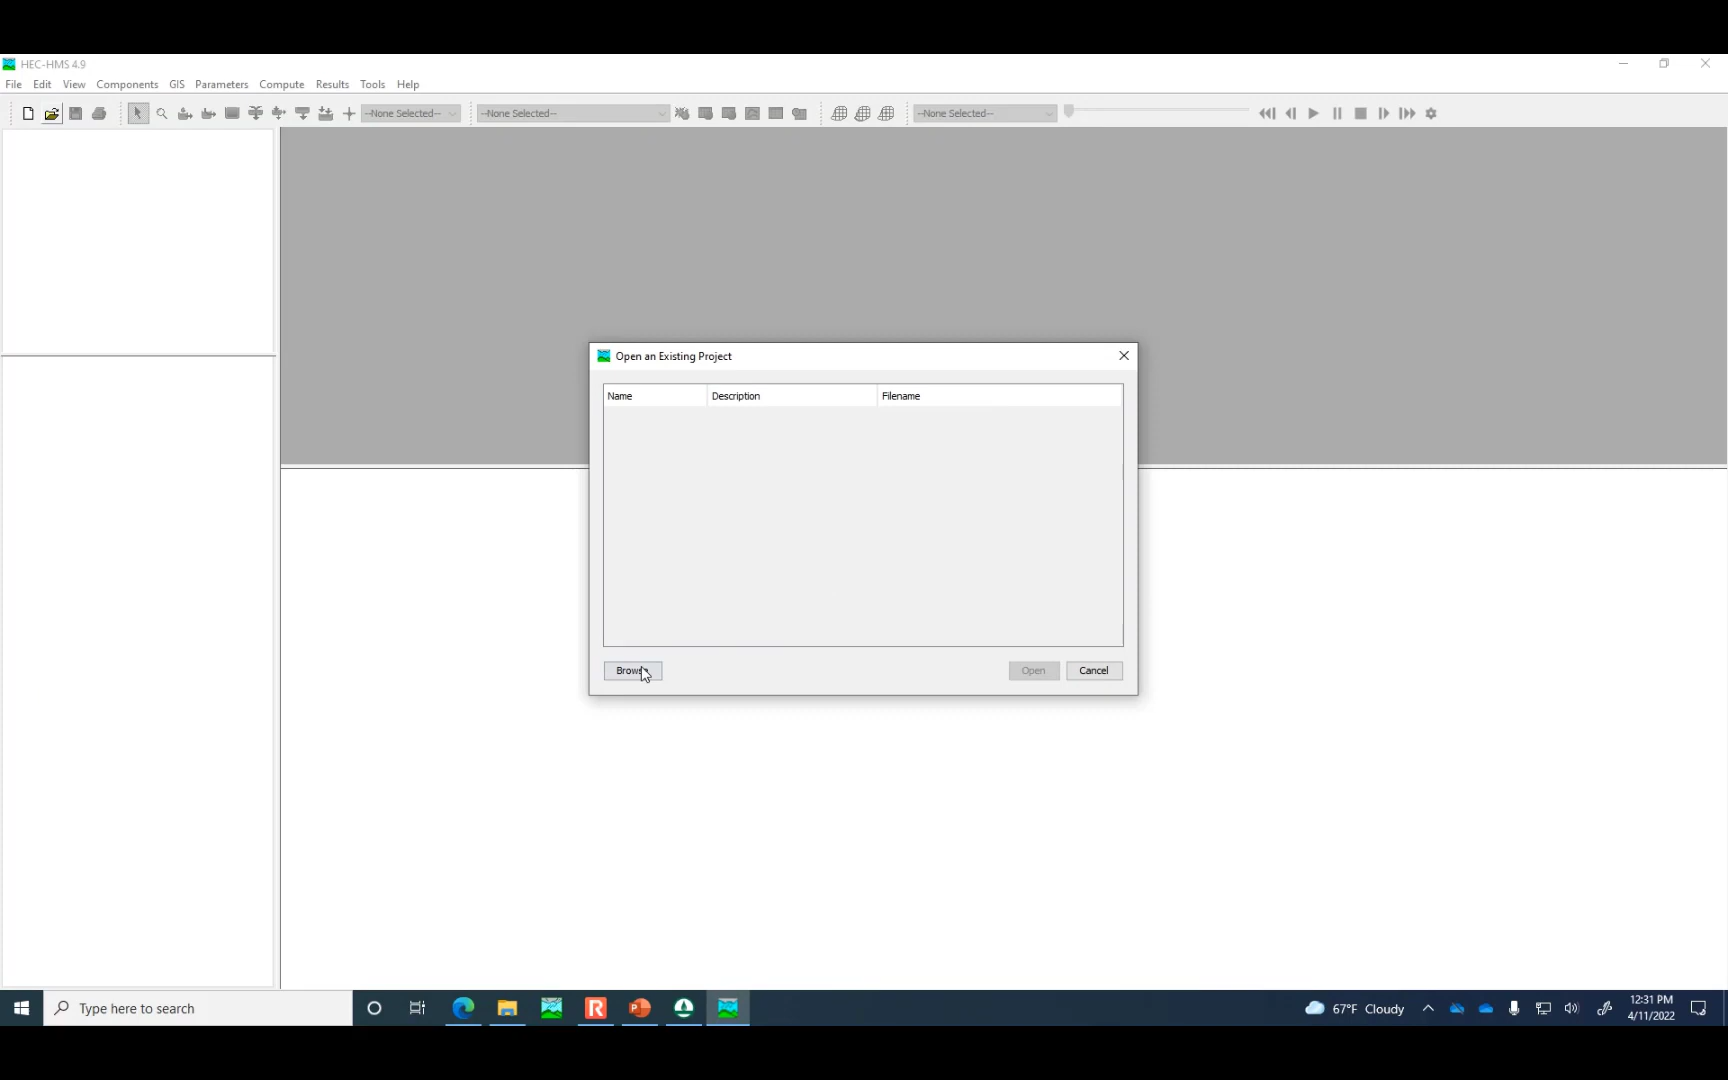 HEC-HMS 4.9
File Edit View Components GIS Parameters Compute Results Tools Help
--None Selected-- --None Selected-- --None Selected--
Open an Existing Project
Name Description Filename
Browse Open Cancel
Type here to search
R
P
67°F Cloudy
12:31 PM
4/11/2022